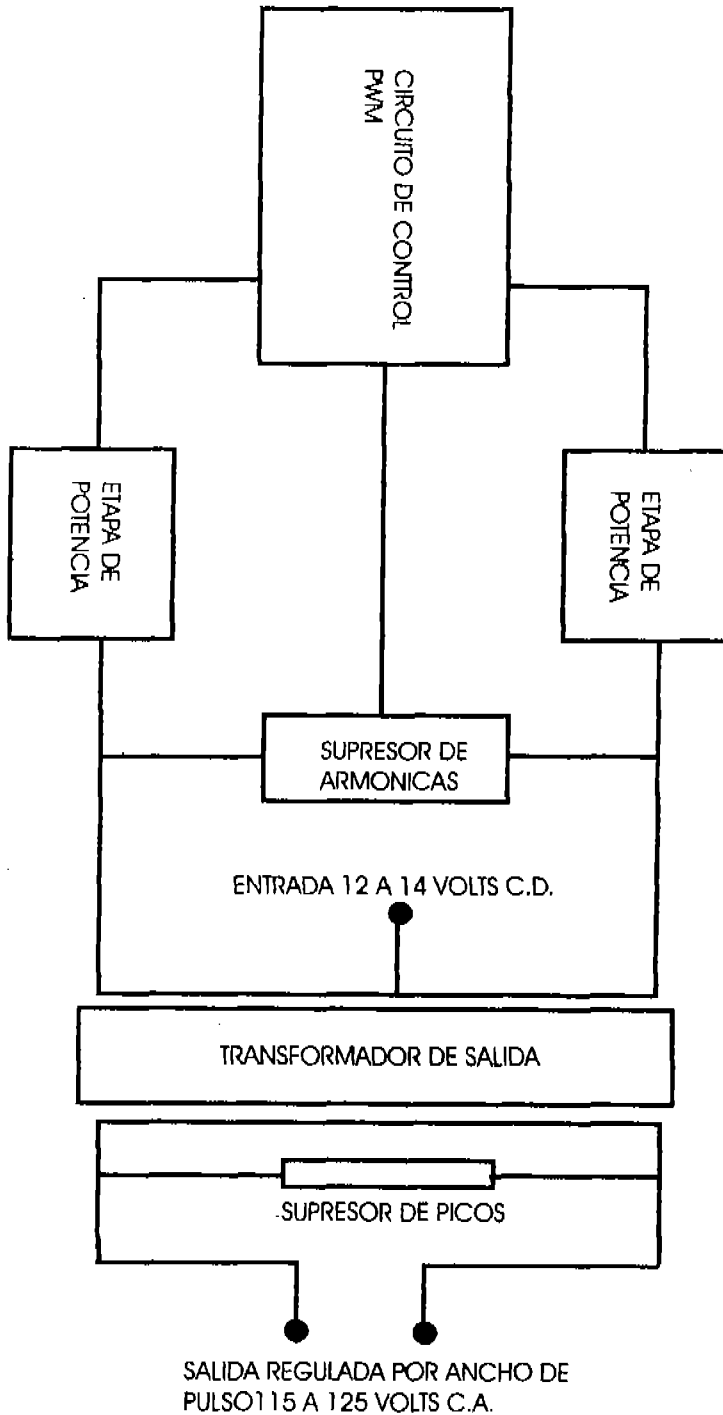 CIRCUITO DE CONTROL
PWM
ETAPA DE
POTENCIA
ETAPA DE
POTENCIA
SUPRESOR DE
ARMONICAS
ENTRADA 12 A 14 VOLTS C.D.
TRANSFORMADOR DE SALIDA
SUPRESOR DE PICOS
SALIDA REGULADA POR ANCHO DE
PULSO115 A 125 VOLTS C.A.